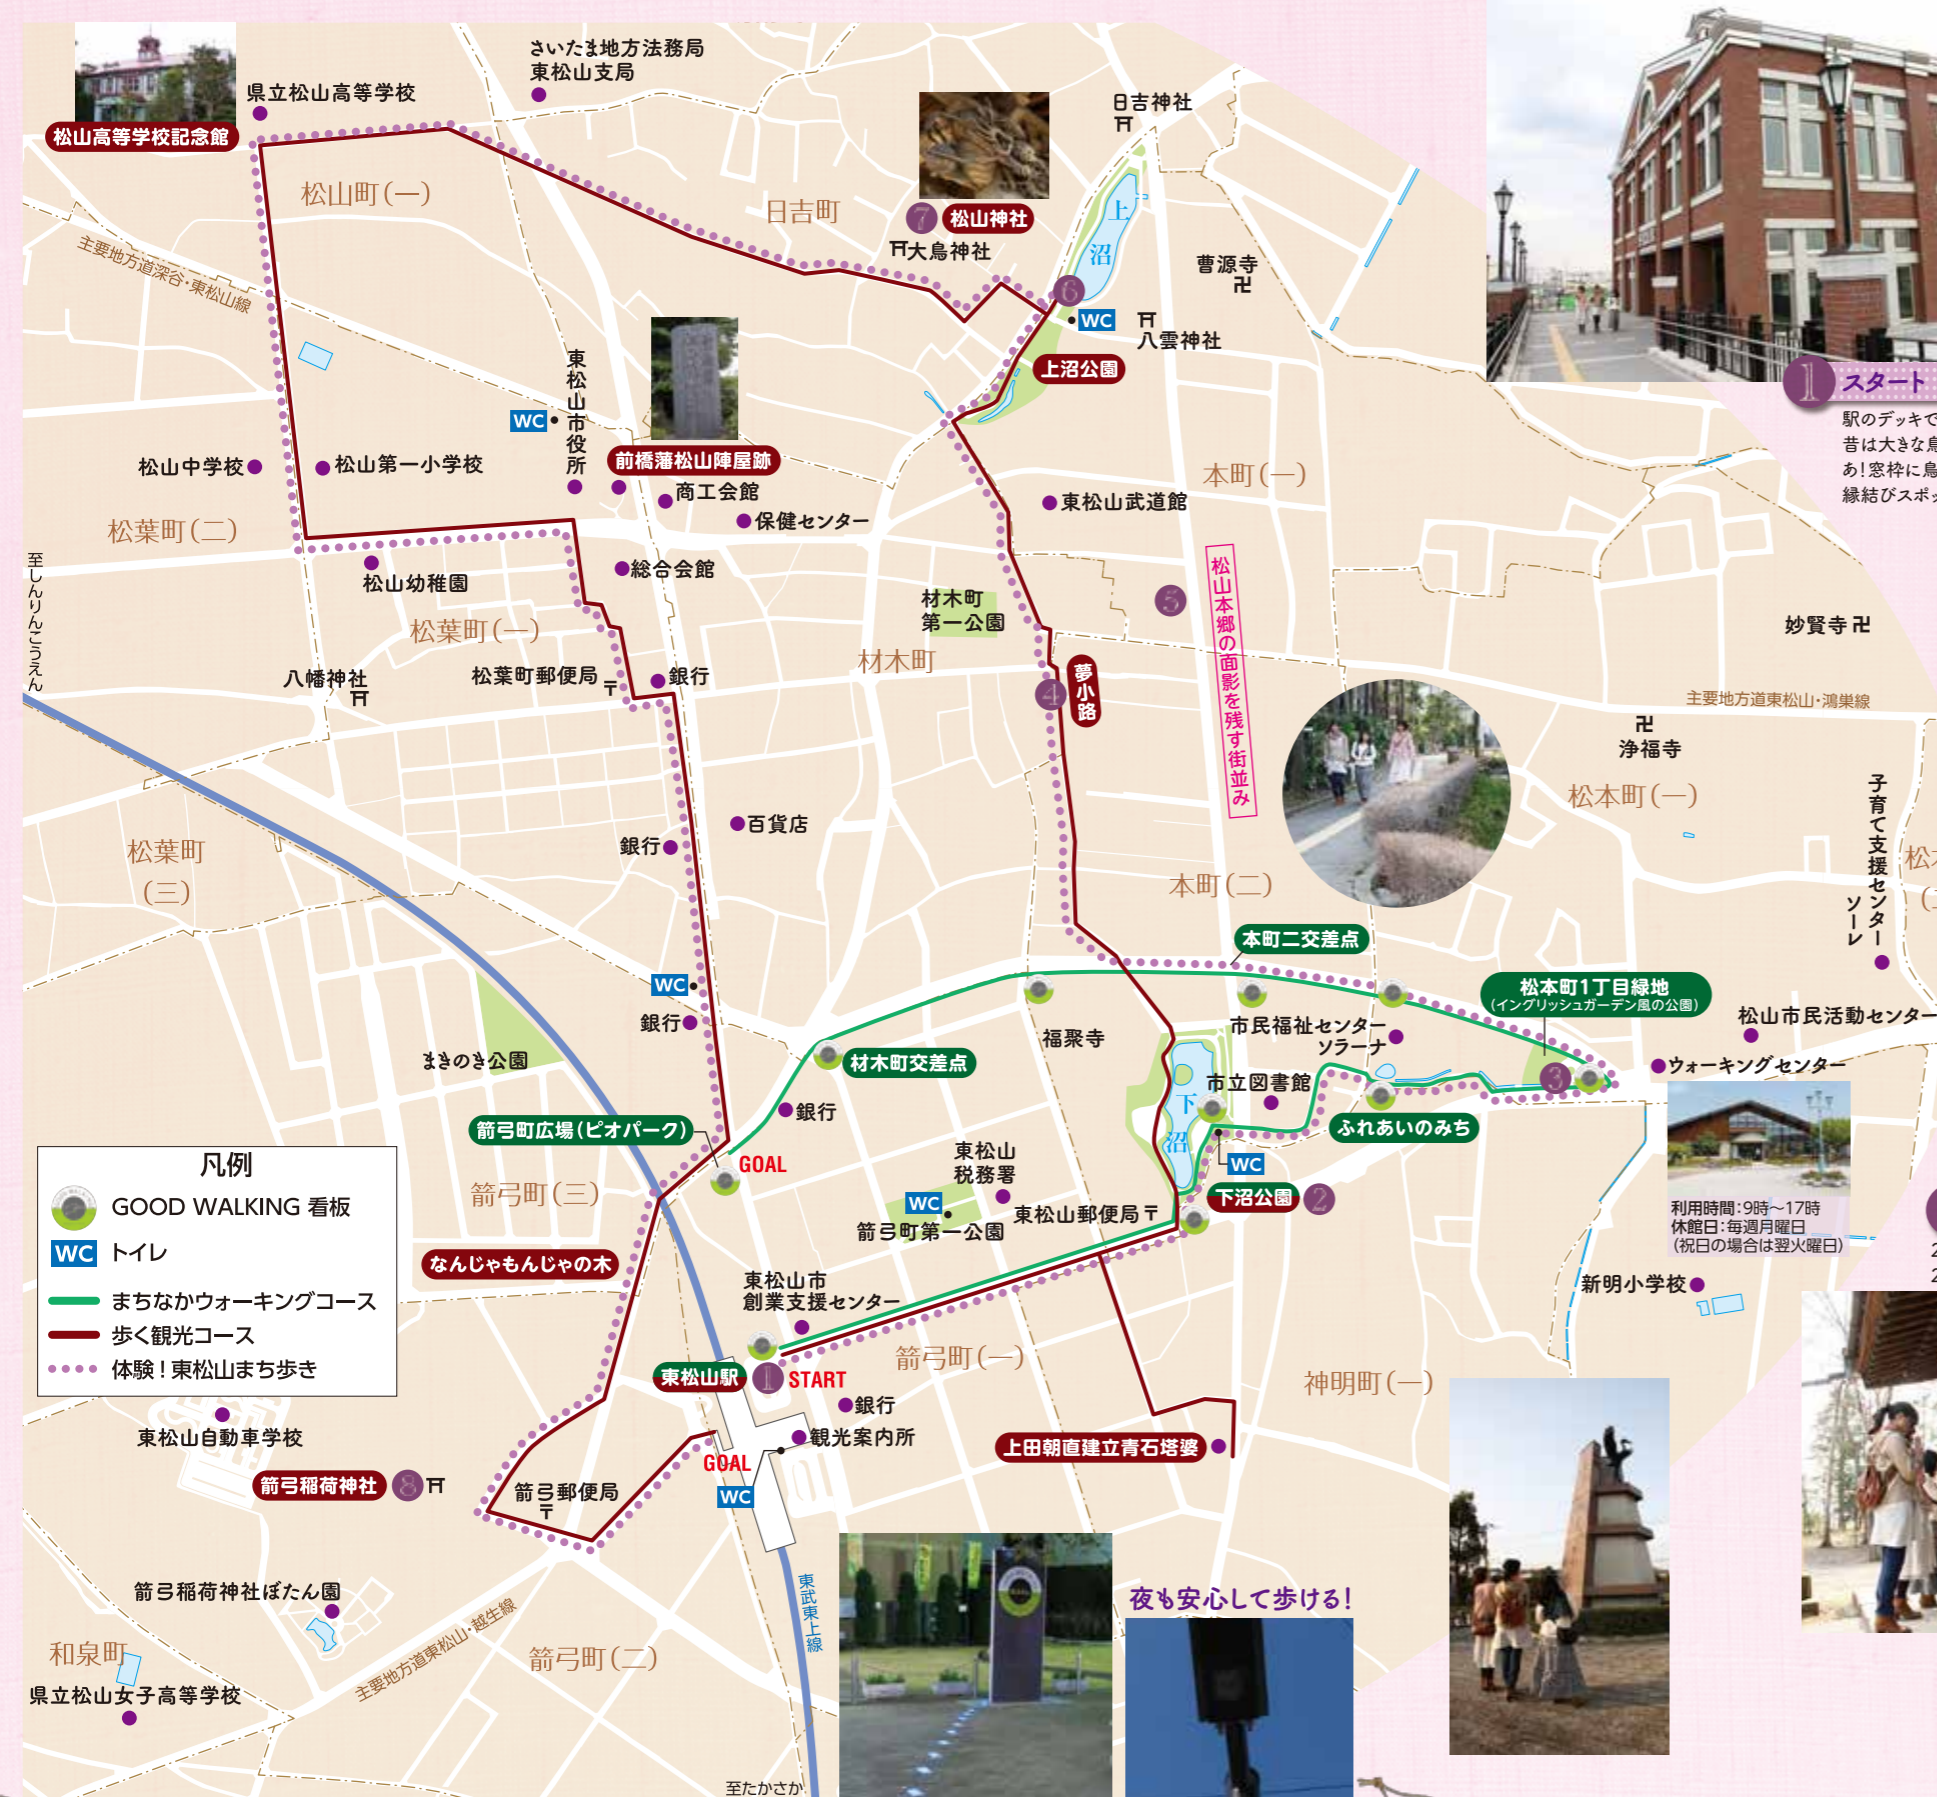 さいたま地方法務局
東松山支局
県立松山高等学校
松山高等学校記念館
松山町(一)
日吉町
日吉神社
7 松山神社
大鳥神社
上沼
6
WC
曹源寺
八雲神社
上沼公園
主要地方道深谷・東松山線
東松山市役所
WC
前橋藩松山陣屋跡
商工会館
保健センター
総合会館
松山中学校
松山第一小学校
松葉町(二)
松山幼稚園
松葉町(一)
至しんりんこうえん
八幡神社
松葉町郵便局
〒
銀行
東松山武道館
本町(一)
材木町
第一公園
材木町
5
松山本郷の面影を残す街並み
4
夢小路
妙賢寺
主要地方道東松山・鴻巣線
浄福寺
松本町(一)
子育て支援センター
ソーレ
1 スタート
駅のデッキで
昔は大きな鳥
あ!窓枠に鳥
縁結びスポッ
松葉町
(三)
百貨店
銀行
WC
銀行
本町(二)
本町二交差点
松本町1丁目緑地
(イングリッシュガーデン風の公園)
松山市民活動センター
ウォーキングセンター
利用時間:9時〜17時
休館日:毎週月曜日
(祝日の場合は翌火曜日)
3
市民福祉センター
ソラーナ
福聚寺
市立図書館
下沼
ふれあいのみち
WC
下沼公園 2
まきのき公園
材木町交差点
銀行
箭弓町広場(ピオパーク)
GOAL
箭弓町(三)
東松山
税務署
WC
箭弓町第一公園
東松山郵便局〒
新明小学校
凡例
GOOD WALKING 看板
WC トイレ
まちなかウォーキングコース
歩く観光コース
体験!東松山まち歩き
なんじゃもんじゃの木
東松山市
創業支援センター
東松山駅 1 START
箭弓町(一)
神明町(一)
銀行
観光案内所
GOAL
WC
上田朝直建立青石塔婆
東松山自動車学校
箭弓稲荷神社 8
箭弓郵便局
〒
箭弓稲荷神社ぼたん園
和泉町
県立松山女子高等学校
主要地方道東松山・越生線
箭弓町(二)
東武東上線
至たかさか
夜も安心して歩ける!